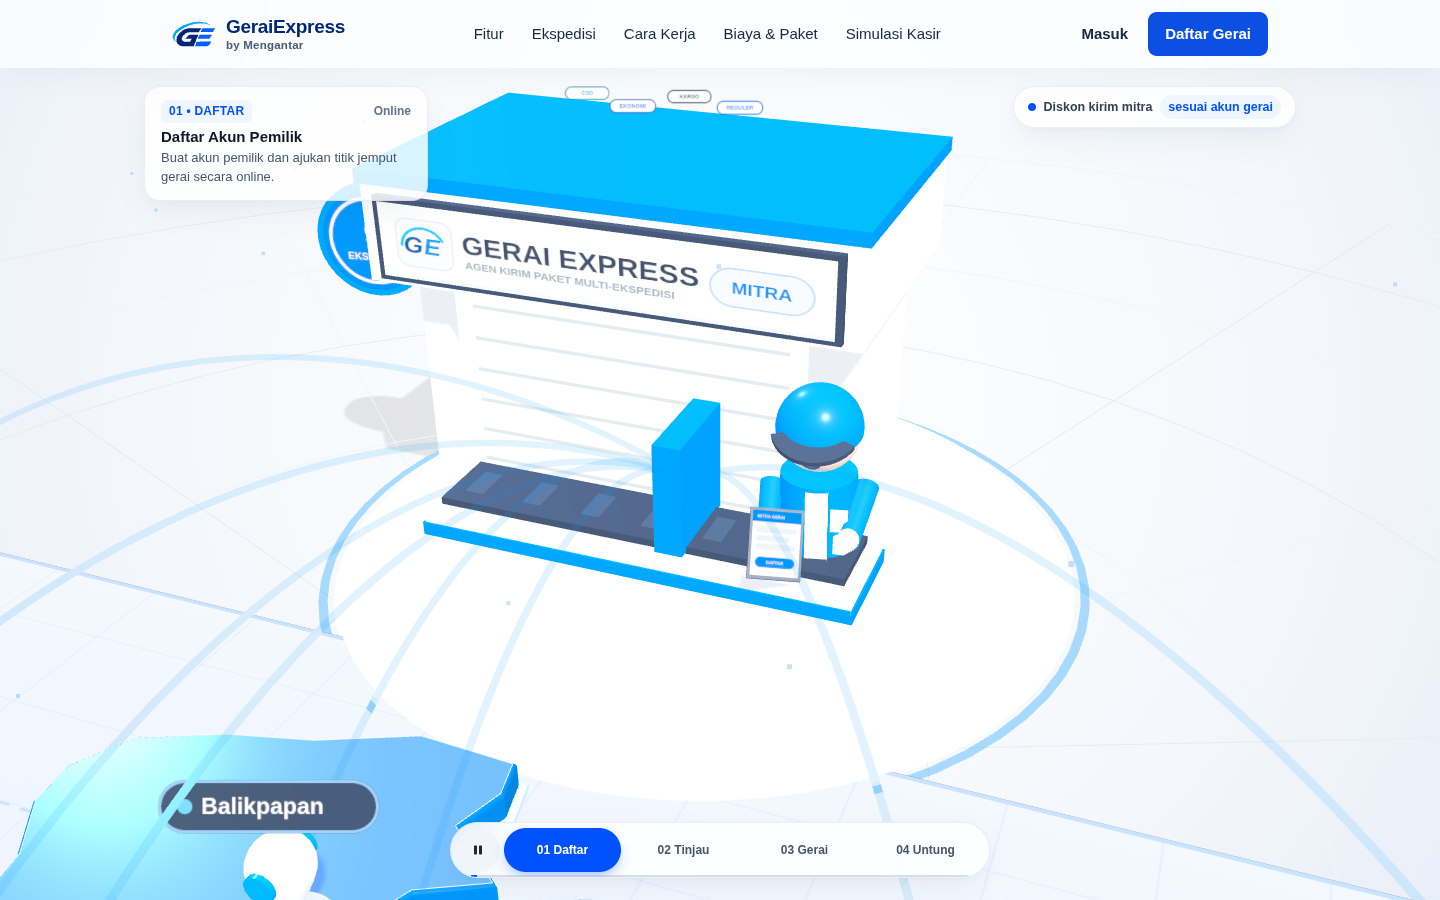 GeraiExpress
by Mengantar
Fitur
Ekspedisi
Cara Kerja
Biaya & Paket
Simulasi Kasir
Masuk
Daftar Gerai
01 • DAFTAR
Online
Daftar Akun Pemilik
Buat akun pemilik dan ajukan titik jemput
gerai secara online.
Diskon kirim mitra
sesuai akun gerai
COD
EKONOMI
KARGO
REGULER
EKS
GE
GERAI EXPRESS
AGEN KIRIM PAKET MULTI-EKSPEDISI
MITRA
MITRA GERAI
DAFTAR
Balikpapan
01 Daftar
02 Tinjau
03 Gerai
04 Untung